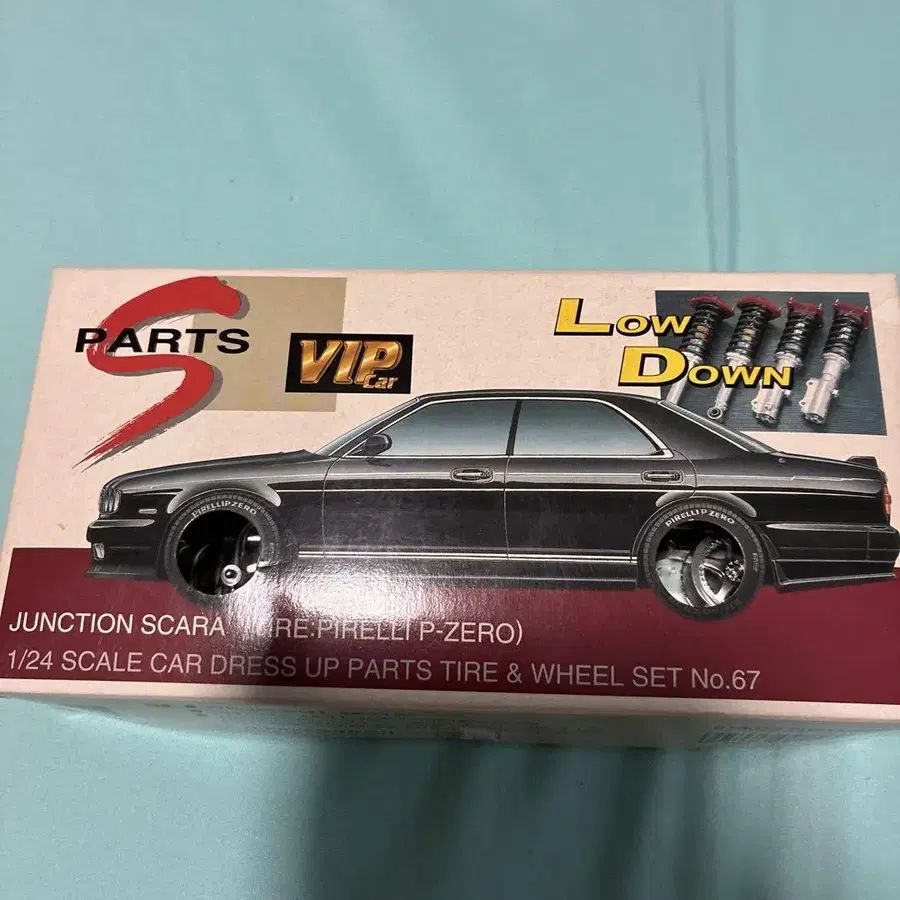 S
PARTS
VIP
Car
LOW
DOWN
PIRELLI P ZERO
PIRELLI P ZERO
JUNCTION SCARA RE:PIRELLI P-ZERO)
1/24 SCALE CAR DRESS UP PARTS TIRE & WHEEL SET No.67